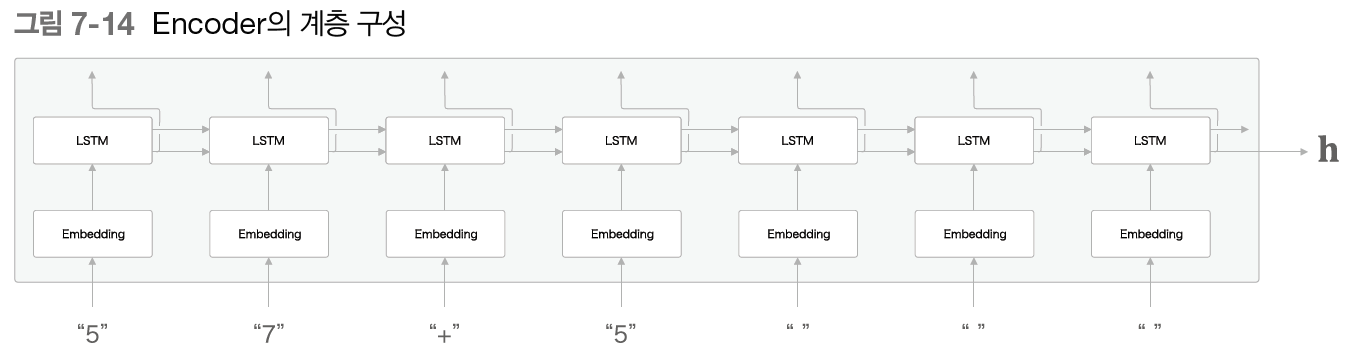 그림 7-14 Encoder의 계층 구성
LSTM LSTM LSTM LSTM LSTM LSTM LSTM
h
Embedding Embedding Embedding Embedding Embedding Embedding Embedding
“5” “7” “+” “5” “ ” “ ” “ ”